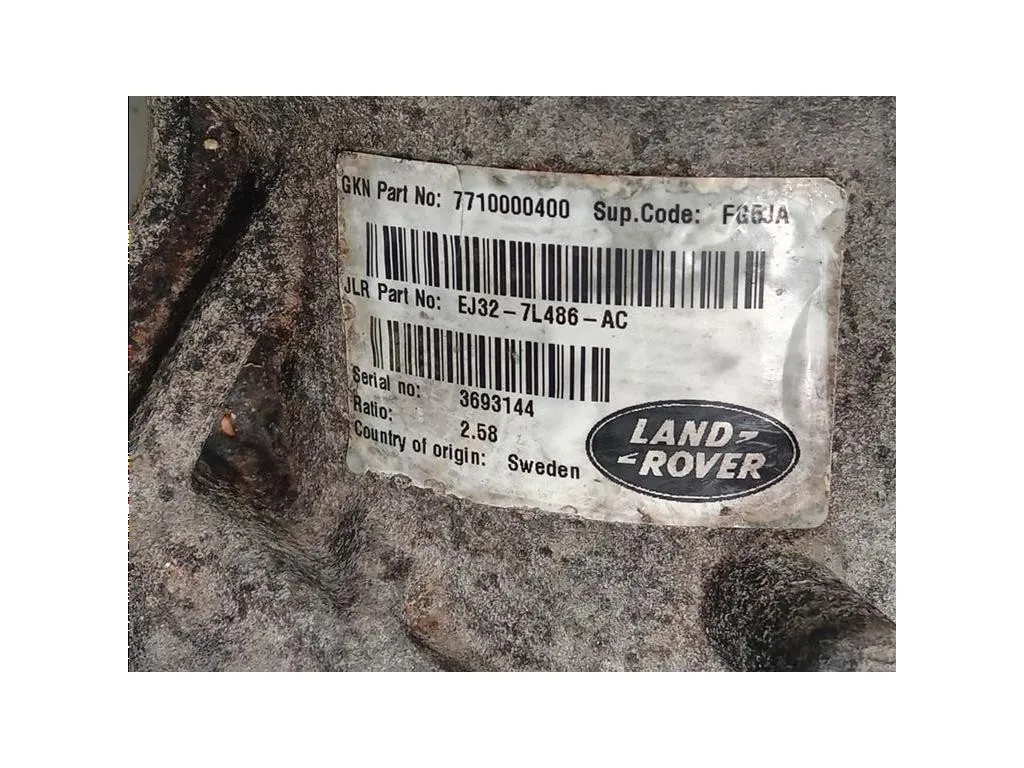 GKN Part No: 7710000400 Sup.Code: FG5JA
JLR Part No: EJ32-7L486-AC
Serial no: 3693144
Ratio: 2.58
Country of origin: Sweden
LAND
ROVER